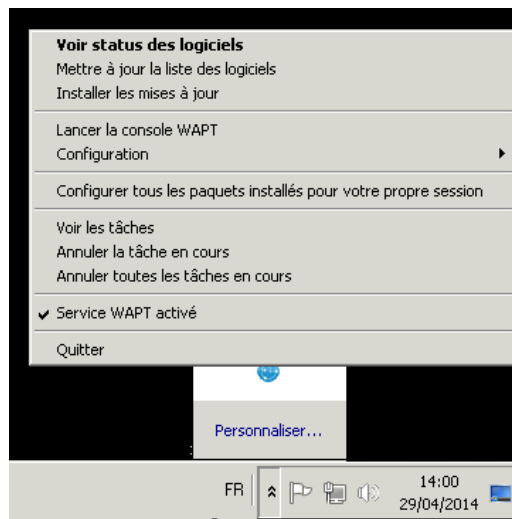 Voir status des logiciels
Mettre à jour la liste des logiciels
Installer les mises à jour
Lancer la console WAPT
Configuration
Configurer tous les paquets installés pour votre propre session
Voir les tâches
Annuler la tâche en cours
Annuler toutes les tâches en cours
Service WAPT activé
Quitter
Personnaliser...
FR
14:00
29/04/2014